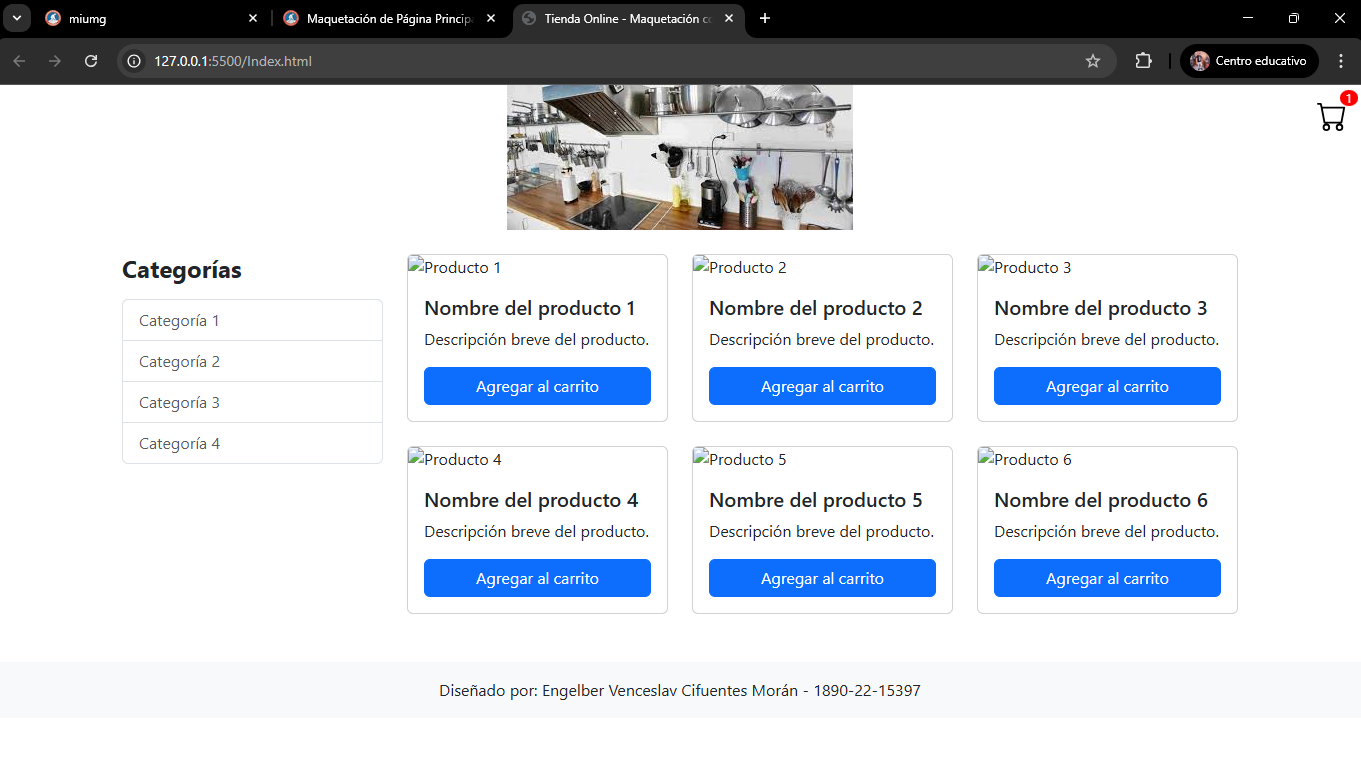 miumg
Maquetación de Página Princip
Tienda Online - Maquetación c
127.0.0.1:5500/Index.html
Centro educativo
1
Categorías
Categoría 1
Categoría 2
Categoría 3
Categoría 4
Producto 1
Nombre del producto 1
Descripción breve del producto.
Agregar al carrito
Producto 2
Nombre del producto 2
Descripción breve del producto.
Agregar al carrito
Producto 3
Nombre del producto 3
Descripción breve del producto.
Agregar al carrito
Producto 4
Nombre del producto 4
Descripción breve del producto.
Agregar al carrito
Producto 5
Nombre del producto 5
Descripción breve del producto.
Agregar al carrito
Producto 6
Nombre del producto 6
Descripción breve del producto.
Agregar al carrito
Diseñado por: Engelber Venceslav Cifuentes Morán - 1890-22-15397